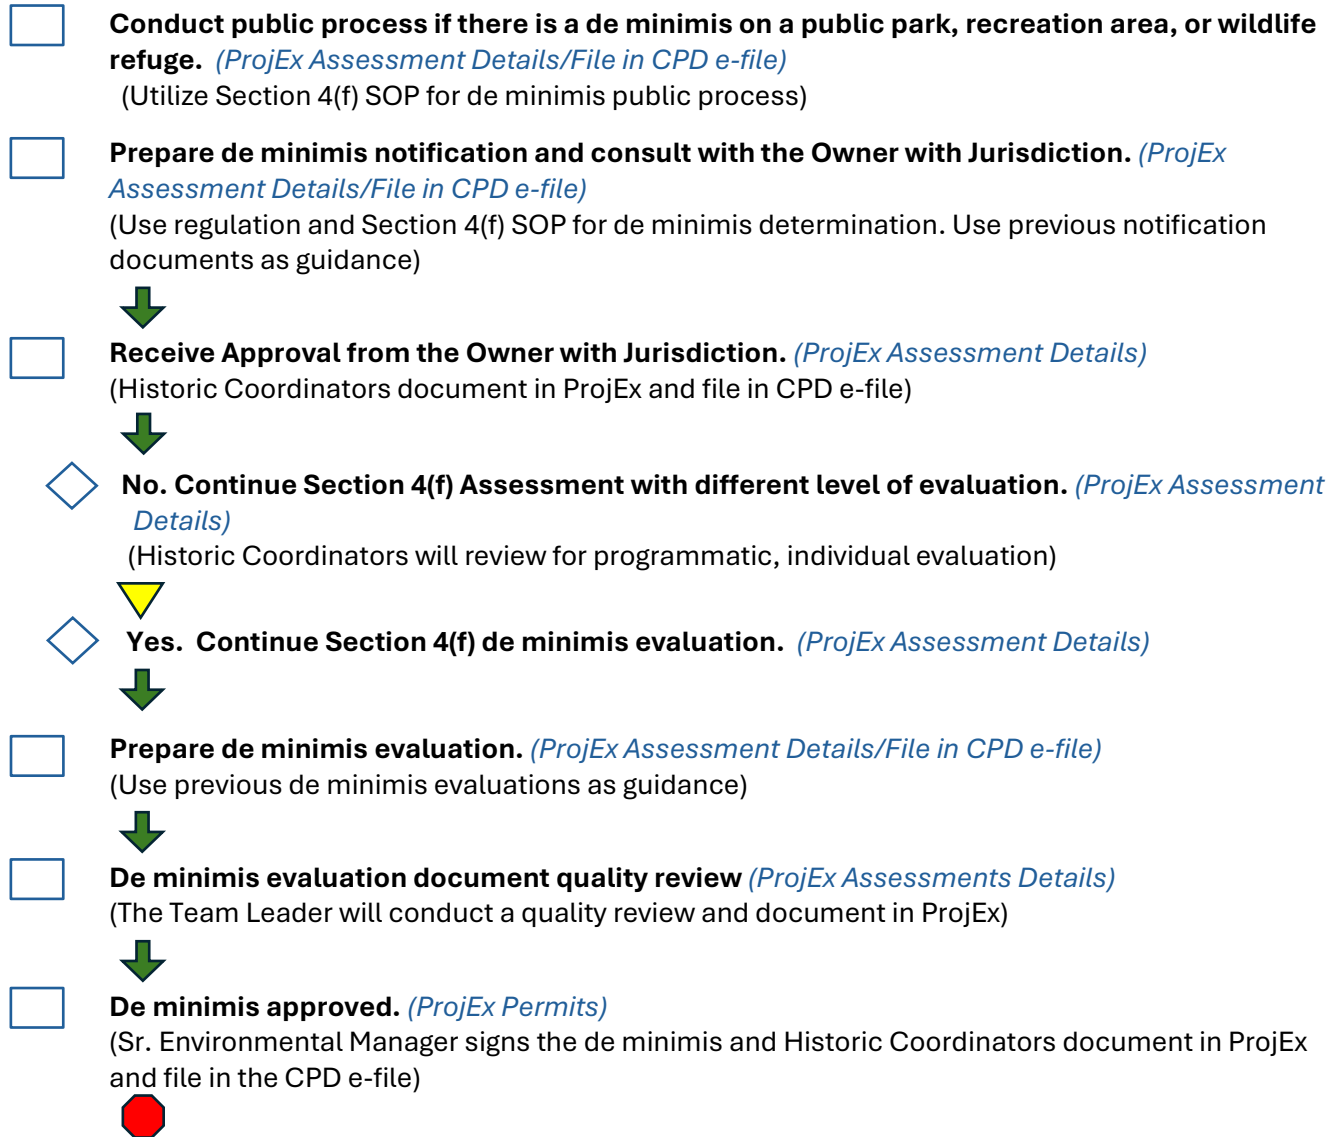 Conduct public process if there is a de minimis on a public park, recreation area, or wildlife
refuge. (ProjEx Assessment Details/File in CPD e-file)
(Utilize Section 4(f) SOP for de minimis public process)
Prepare de minimis notification and consult with the Owner with Jurisdiction. (ProjEx
Assessment Details/File in CPD e-file)
(Use regulation and Section 4(f) SOP for de minimis determination. Use previous notification
documents as guidance)
Receive Approval from the Owner with Jurisdiction. (ProjEx Assessment Details)
(Historic Coordinators document in ProjEx and file in CPD e-file)
No. Continue Section 4(f) Assessment with different level of evaluation. (ProjEx Assessment
Details)
(Historic Coordinators will review for programmatic, individual evaluation)
Yes. Continue Section 4(f) de minimis evaluation. (ProjEx Assessment Details)
Prepare de minimis evaluation. (ProjEx Assessment Details/File in CPD e-file)
(Use previous de minimis evaluations as guidance)
De minimis evaluation document quality review (ProjEx Assessments Details)
(The Team Leader will conduct a quality review and document in ProjEx)
De minimis approved. (ProjEx Permits)
(Sr. Environmental Manager signs the de minimis and Historic Coordinators document in ProjEx
and file in the CPD e-file)